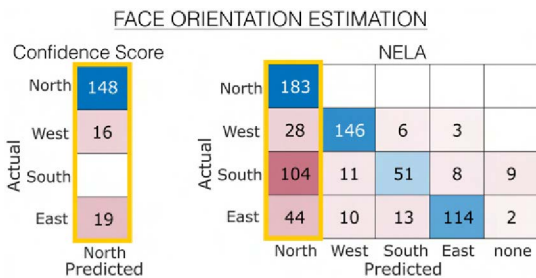 FACE ORIENTATION ESTIMATION
Confidence Score
NELA
North 148
West 16
South
East 19
Actual
North
Predicted
North 183
West 28 146 6 3
South 104 11 51 8 9
East 44 10 13 114 2
Actual
North West South East none
Predicted